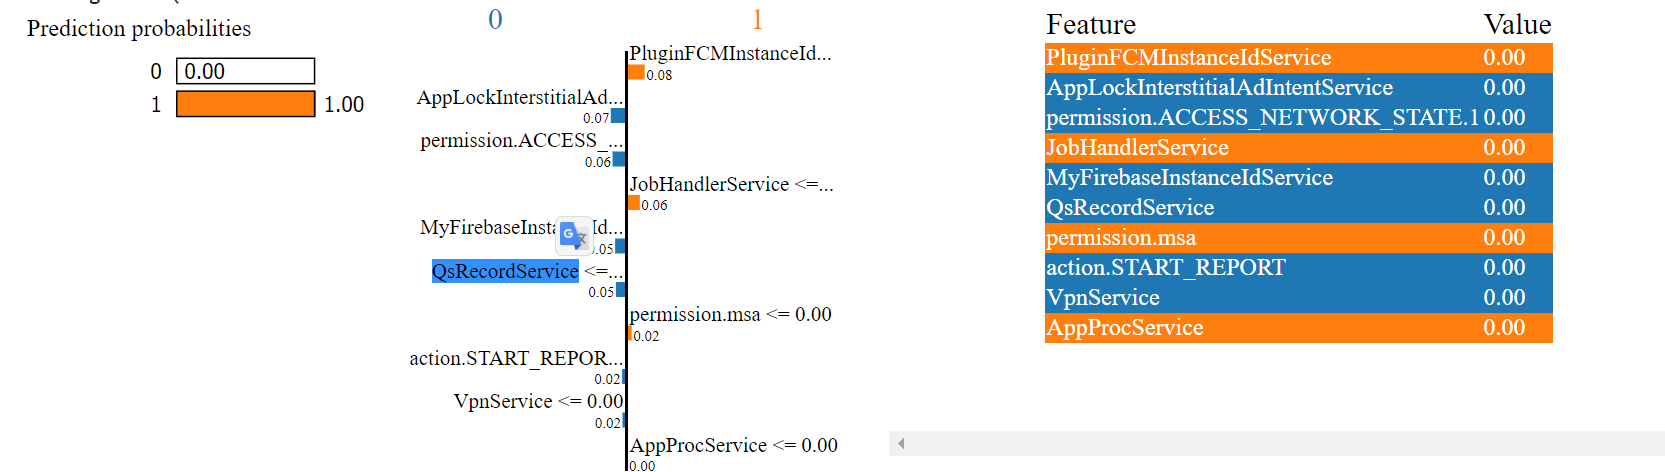 Prediction probabilities
0 0.00
1 1.00
0 1
PluginFCMInstanceId...
0.08
AppLockInterstitialAd...
0.07
permission.ACCESS_...
0.06
JobHandlerService <=...
0.06
MyFirebaseInsta Id...
.05
QsRecordService <=...
0.05
permission.msa <= 0.00
0.02
action.START_REPOR...
0.02
VpnService <= 0.00
0.02
AppProcService <= 0.00
0.00
Feature Value
PluginFCMInstanceIdService 0.00
AppLockInterstitialAdIntentService 0.00
permission.ACCESS_NETWORK_STATE.1 0.00
JobHandlerService 0.00
MyFirebaseInstanceIdService 0.00
QsRecordService 0.00
permission.msa 0.00
action.START_REPORT 0.00
VpnService 0.00
AppProcService 0.00